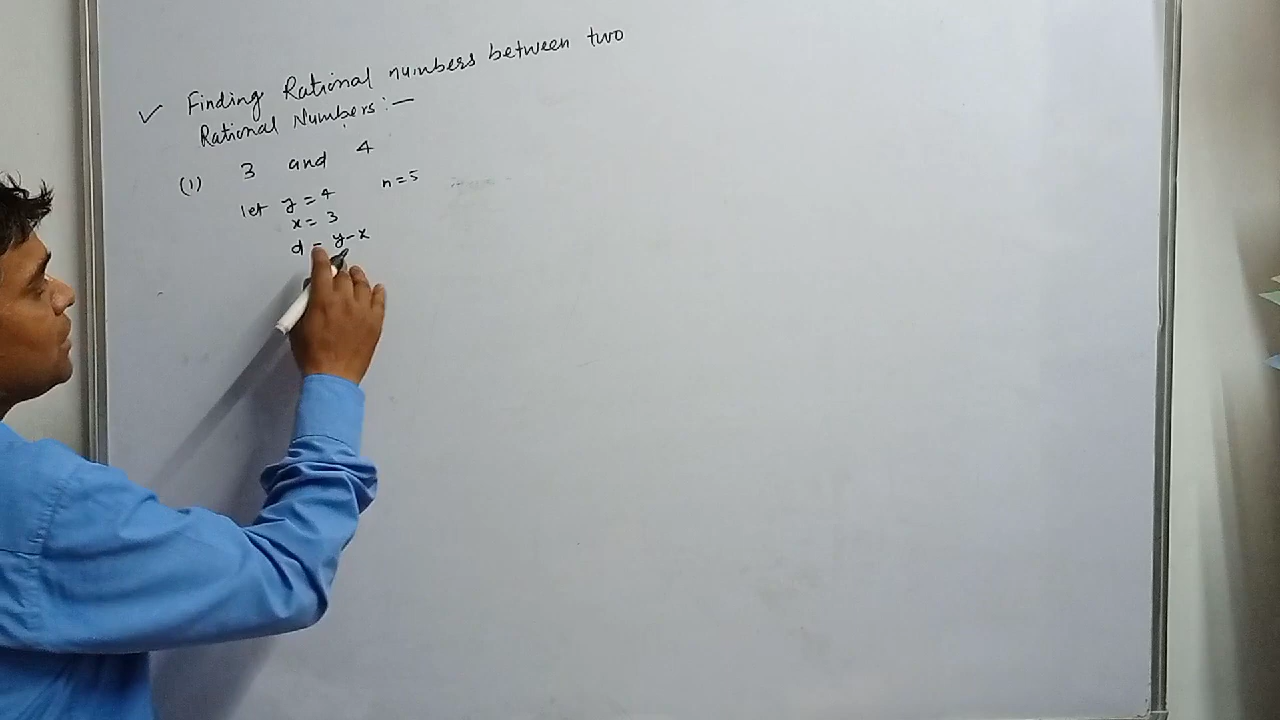 ✓ Finding Rational numbers between two
Rational Numbers:—
(1) 3 and 4
let y = 4 n = 5
x = 3
d = y - x